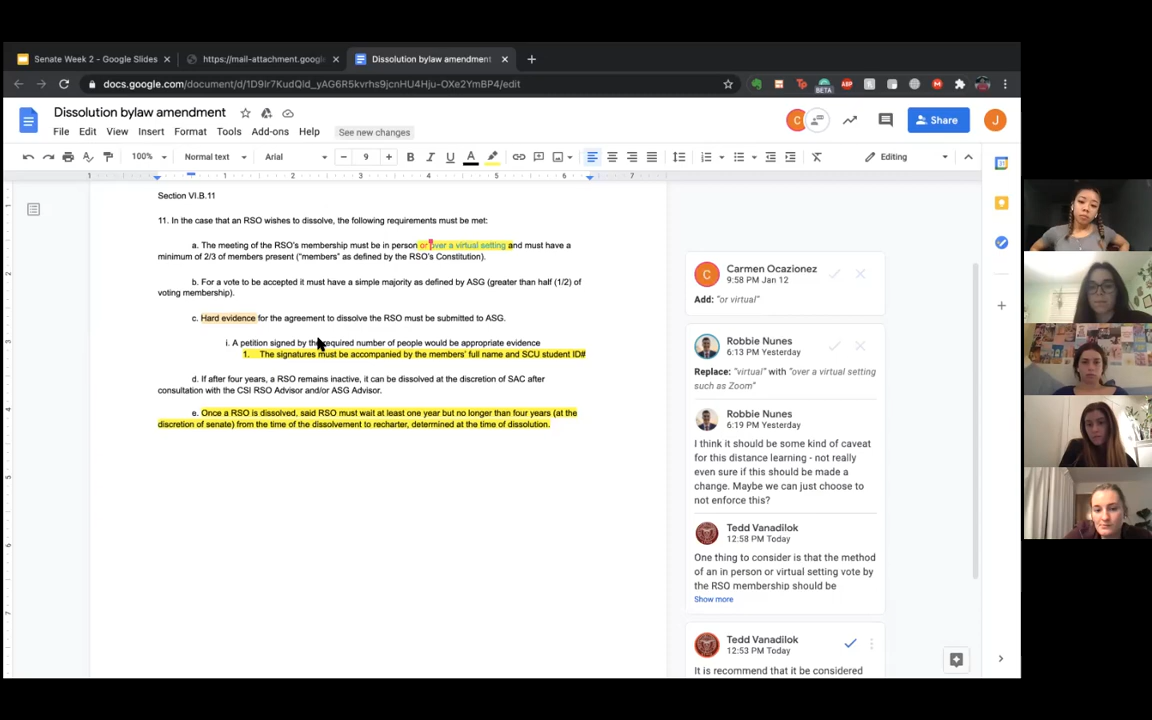 Senate Week 2 - Google Slides
https://mail-attachment.googl
Dissolution bylaw amendment
docs.google.com/document/d/1D9Ir7KudQld_yAG6R5kvrhs9jcnHU4Hju-OXe2YmBP4/edit
BETA
ABP
Dissolution bylaw amendment
File Edit View Insert Format Tools Add-ons Help See new changes
C
Share
J
100% Normal text Arial 9 Editing
1 1 2 3 4 5 6 7
Section VI.B.11
11. In the case that an RSO wishes to dissolve, the following requirements must be met:
a. The meeting of the RSO's membership must be in person or over a virtual setting and must have a
minimum of 2/3 of members present ("members" as defined by the RSO's Constitution).
b. For a vote to be accepted it must have a simple majority as defined by ASG (greater than half (1/2) of
voting membership).
c. Hard evidence for the agreement to dissolve the RSO must be submitted to ASG.
i. A petition signed by the required number of people would be appropriate evidence
1. The signatures must be accompanied by the members' full name and SCU student ID#
d. If after four years, a RSO remains inactive, it can be dissolved at the discretion of SAC after
consultation with the CSI RSO Advisor and/or ASG Advisor.
e. Once a RSO is dissolved, said RSO must wait at least one year but no longer than four years (at the
discretion of senate) from the time of the dissolvement to recharter, determined at the time of dissolution.
C
Carmen Ocazionez
9:58 PM Jan 12
Add: "or virtual"
Robbie Nunes
6:13 PM Yesterday
Replace: "virtual" with "over a virtual setting
such as Zoom"
Robbie Nunes
6:19 PM Yesterday
I think it should be some kind of caveat
for this distance learning - not really
even sure if this should be made a
change. Maybe we can just choose to
not enforce this?
Tedd Vanadilok
12:58 PM Today
One thing to consider is that the method
of an in person or virtual setting vote by
the RSO membership should be
Show more
Tedd Vanadilok
12:53 PM Today
It is recommend that it be considered